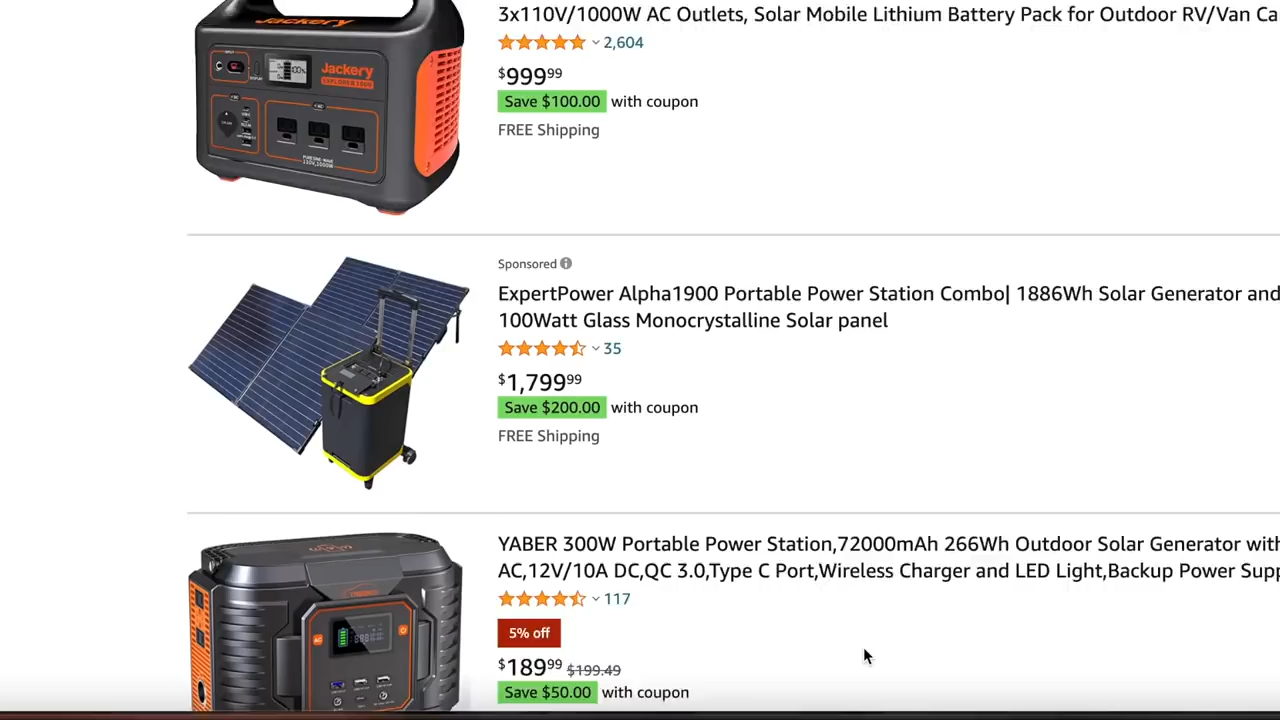 Jackery
3x110V/1000W AC Outlets, Solar Mobile Lithium Battery Pack for Outdoor RV/Van Ca
2,604
Jackery
EXPLORER 1000
$999.99
Save $100.00 with coupon
FREE Shipping
Sponsored
ExpertPower Alpha1900 Portable Power Station Combo| 1886Wh Solar Generator and
100Watt Glass Monocrystalline Solar panel
35
$1,799.99
Save $200.00 with coupon
FREE Shipping
YABER 300W Portable Power Station,72000mAh 266Wh Outdoor Solar Generator with
AC,12V/10A DC,QC 3.0,Type C Port,Wireless Charger and LED Light,Backup Power Supp
117
5% off
$189.99 $199.49
Save $50.00 with coupon